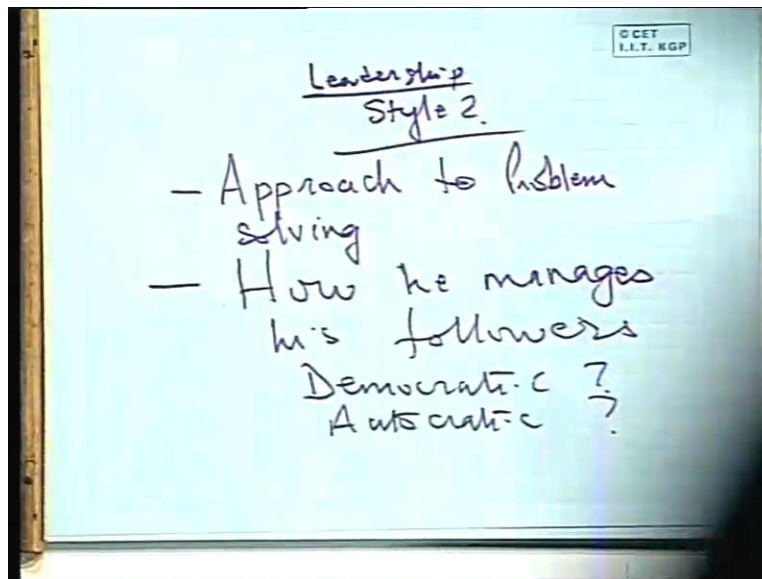 © CET
I.I.T. KGP
Leadership
Style 2.
- Approach to Problem
solving
- How he manages
his followers
Democratic ?
Autocratic ?